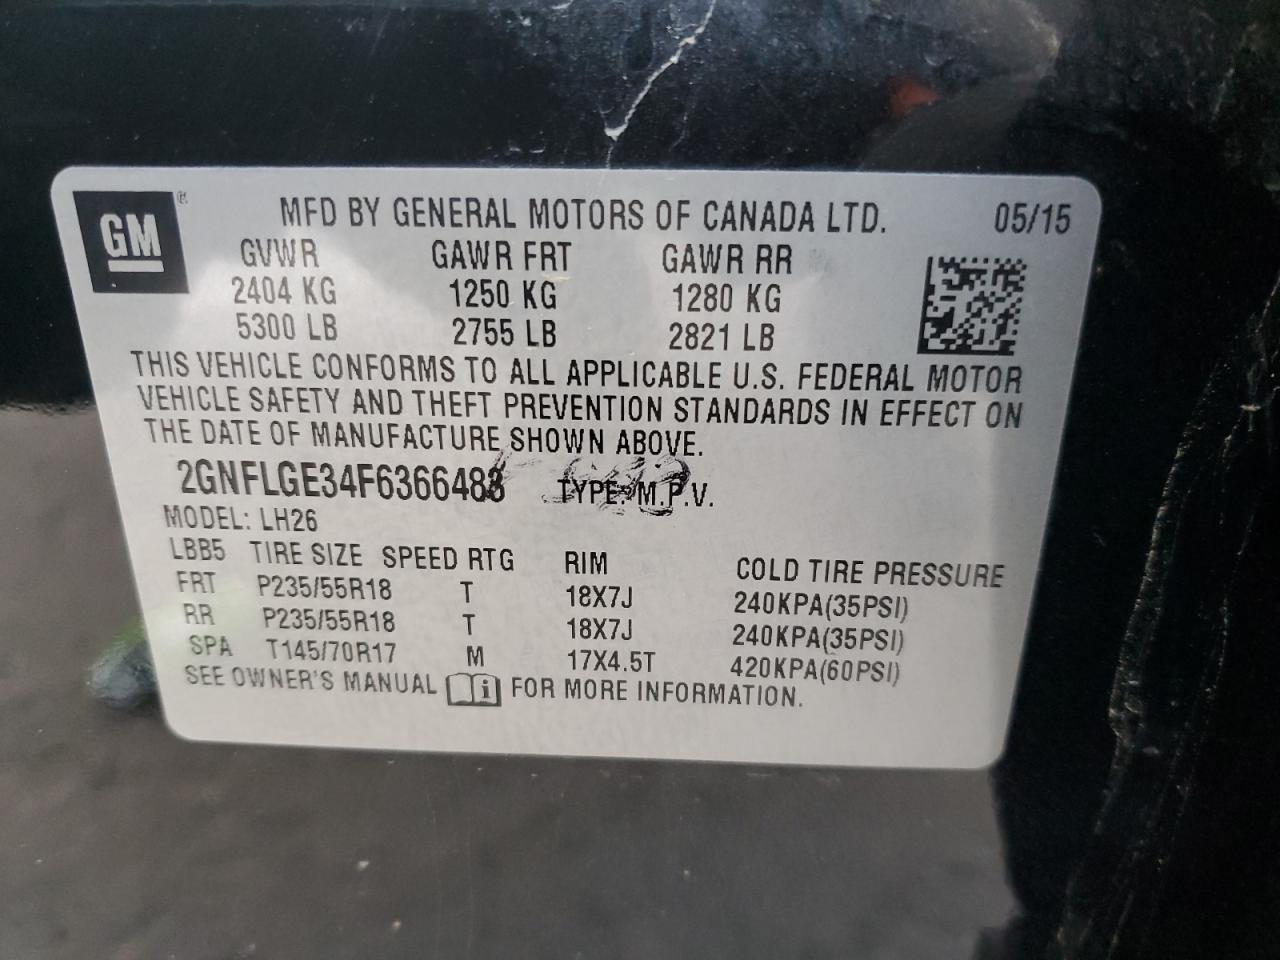 GM®
MFD BY GENERAL MOTORS OF CANADA LTD. 05/15
GVWR GAWR FRT GAWR RR
2404 KG 1250 KG 1280 KG
5300 LB 2755 LB 2821 LB
THIS VEHICLE CONFORMS TO ALL APPLICABLE U.S. FEDERAL MOTOR
VEHICLE SAFETY AND THEFT PREVENTION STANDARDS IN EFFECT ON
THE DATE OF MANUFACTURE SHOWN ABOVE.
2GNFLGE34F6366483 TYPE: M.P.V.
MODEL: LH26
LBB5 TIRE SIZE SPEED RTG RIM COLD TIRE PRESSURE
FRT P235/55R18 T 18X7J 240KPA(35PSI)
RR P235/55R18 T 18X7J 240KPA(35PSI)
SPA T145/70R17 M 17X4.5T 420KPA(60PSI)
SEE OWNER'S MANUAL i FOR MORE INFORMATION.